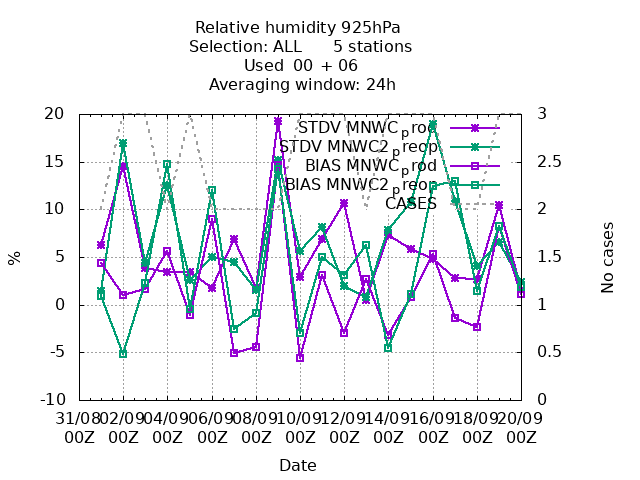 Relative humidity 925hPa
Selection: ALL 5 stations
Used 00 + 06
Averaging window: 24h
20 3
STDV MNWC_prod
STDV MNWC2_preop
15 2.5
BIAS MNWC_prod
BIAS MNWC2_preop
CASES
10 2
5 1.5
% No cases
0 1
-5 0.5
-10 0
31/08 02/09 04/09 06/09 08/09 10/09 12/09 14/09 16/09 18/09 20/09
00Z 00Z 00Z 00Z 00Z 00Z 00Z 00Z 00Z 00Z 00Z
Date